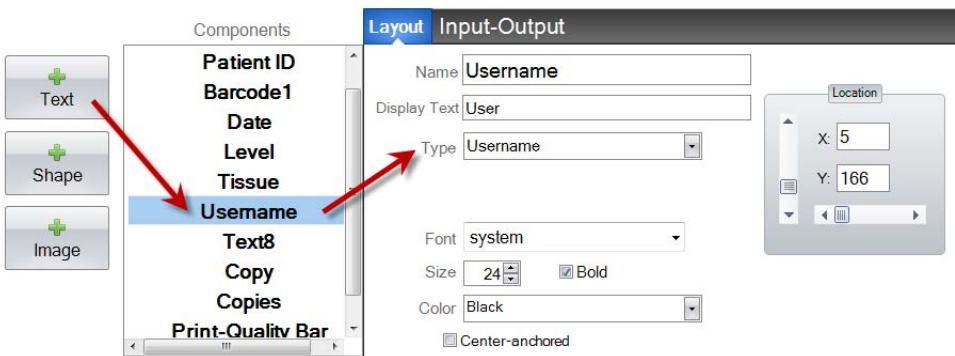 Components
Text
Shape
Image
Patient ID
Barcode1
Date
Level
Tissue
Username
Text8
Copy
Copies
Print-Quality Bar
Layout Input-Output
Name Username
Display Text User
Type Username
Font system
Size 24 Bold
Color Black
Center-anchored
Location
X: 5
Y: 166